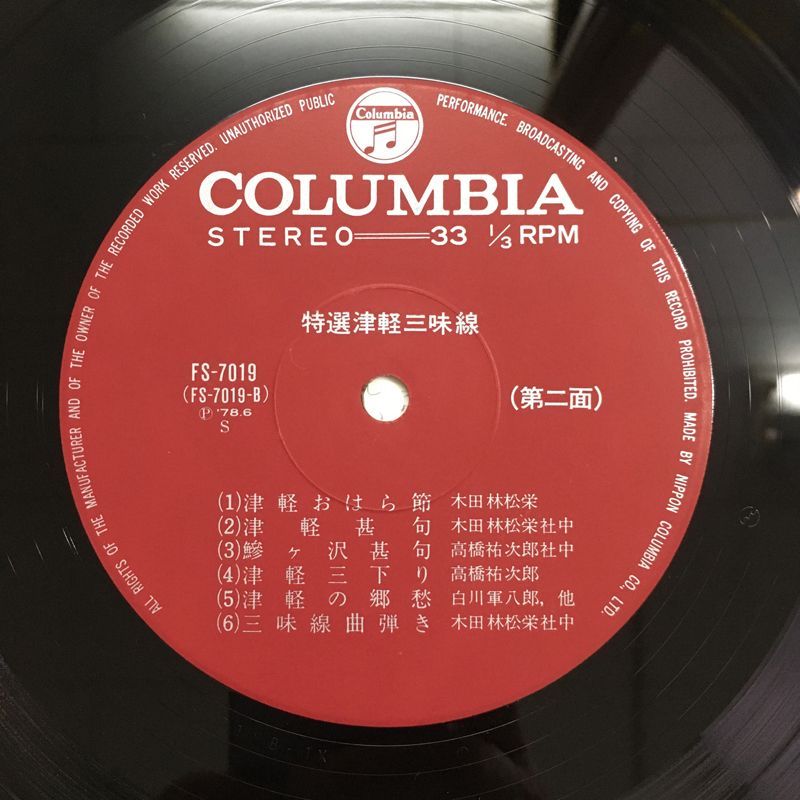 ALL RIGHTS OF THE MANUFACTURER AND OF THE OWNER OF THE RECORDED WORK RESERVED. UNAUTHORIZED PUBLIC PERFORMANCE. BROADCASTING AND COPYING OF THIS RECORD PROHIBITED. MADE BY NIPPON COLUMBIA CO., LTD.
Columbia
COLUMBIA
STEREO 33 1/3 RPM
特選津軽三味線
FS-7019
(FS-7019-B)
Ⓟ '78.6
S
(第二面)
(1)津軽おはら節 木田林松栄
(2)津軽甚句 木田林松栄社中
(3)鰺ヶ沢甚句 高橋祐次郎社中
(4)津軽三下り 高橋祐次郎
(5)津軽の郷愁 白川軍八郎,他
(6)三味線曲弾き 木田林松栄社中